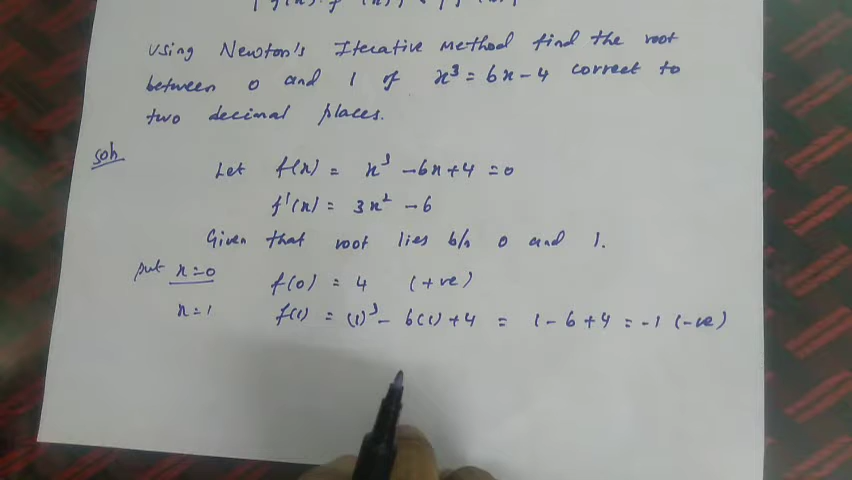 Using Newton's Iterative method find the root
between 0 and 1 of x³ = 6x - 4 correct to
two decimal places.
Soln
Let f(x) = x³ - 6x + 4 = 0
f'(x) = 3x² - 6
Given that root lies b/n 0 and 1.
put x=0 f(0) = 4 (+ve)
x=1 f(1) = (1)³ - 6(1) + 4 = 1 - 6 + 4 = -1 (-ve)